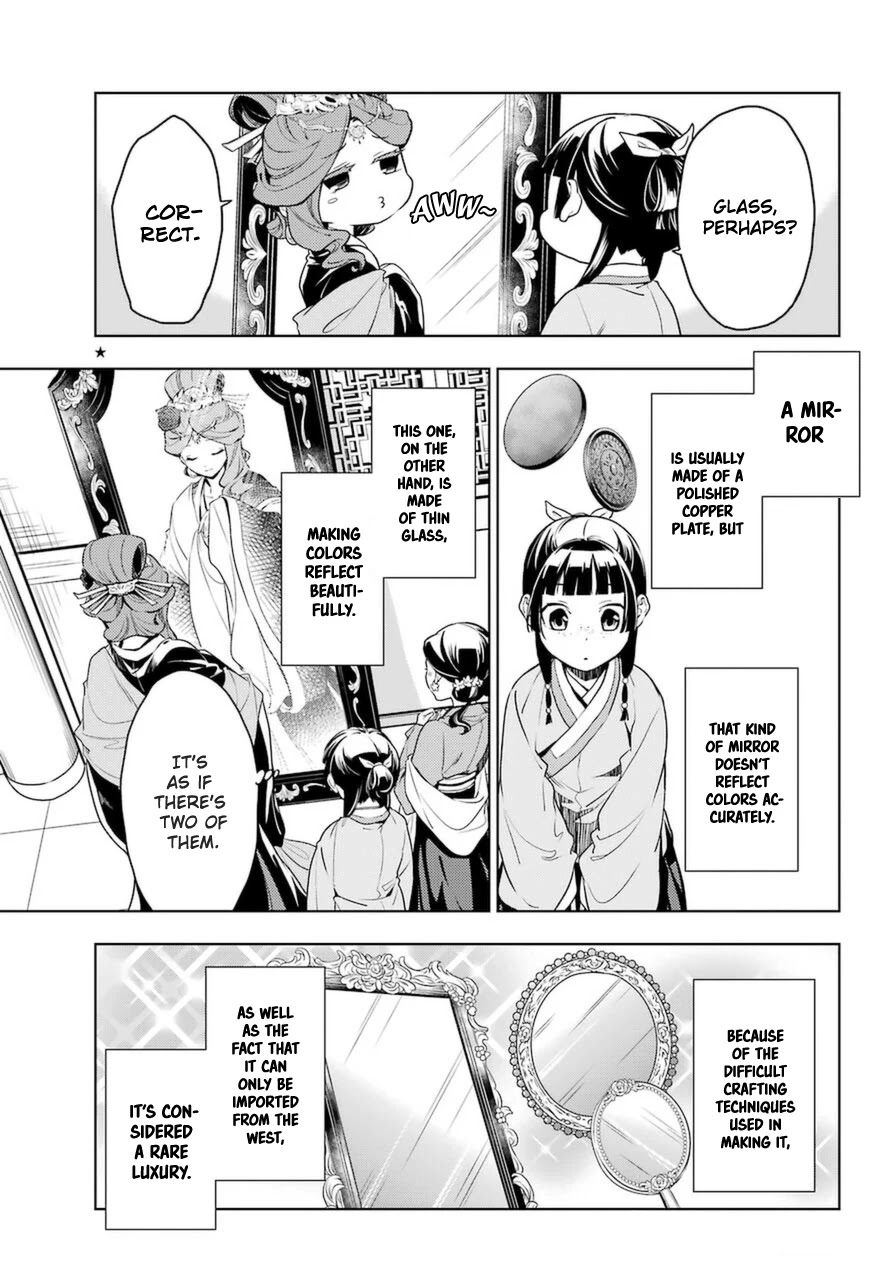 GLASS,
PERHAPS?
AWW~
COR-
RECT.
A MIR-
ROR
IS USUALLY
MADE OF A
POLISHED
COPPER
PLATE, BUT
THAT KIND
OF MIRROR
DOESN'T
REFLECT
COLORS AC-
CURATELY.
THIS ONE,
ON THE
OTHER
HAND, IS
MADE
OF THIN
GLASS,
MAKING
COLORS
REFLECT
BEAUTI-
FULLY.
IT'S
AS IF
THERE'S
TWO OF
THEM.
BECAUSE
OF THE
DIFFICULT
CRAFTING
TECHNIQUES
USED IN
MAKING IT,
AS WELL
AS THE
FACT THAT
IT CAN
ONLY BE
IMPORTED
FROM THE
WEST,
IT'S CON-
SIDERED
A RARE
LUXURY.